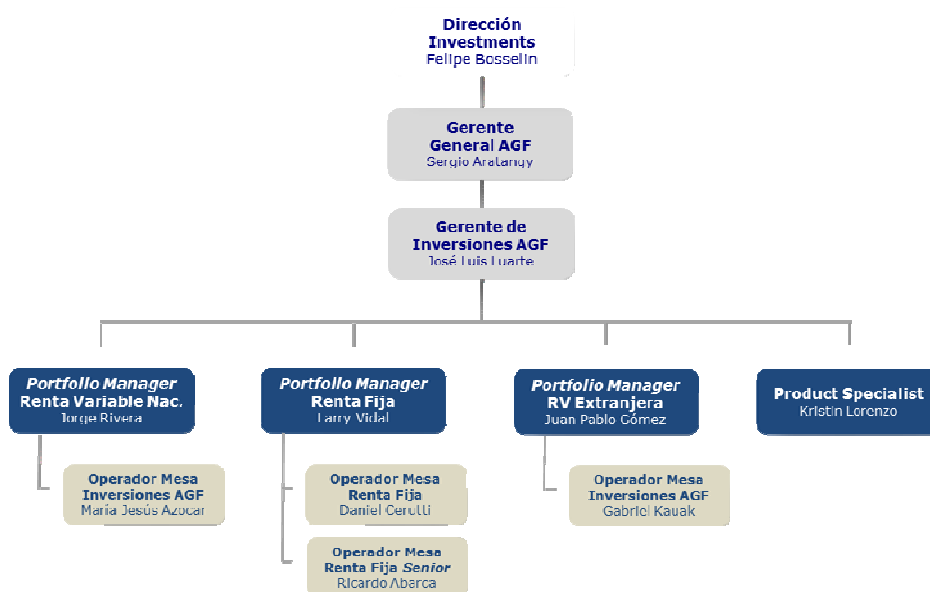 Dirección
Investments
Felipe Bosselin
Gerente
General AGF
Sergio Aratangy
Gerente de
Inversiones AGF
José Luis Luarte
Portfolio Manager
Renta Variable Nac.
Jorge Rivera
Portfolio Manager
Renta Fija
Larry Vidal
Portfolio Manager
RV Extranjera
Juan Pablo Gómez
Product Specialist
Kristin Lorenzo
Operador Mesa
Inversiones AGF
María Jesús Azocar
Operador Mesa
Renta Fija
Daniel Cerutti
Operador Mesa
Inversiones AGF
Gabriel Kauak
Operador Mesa
Renta Fija Senior
Ricardo Abarca